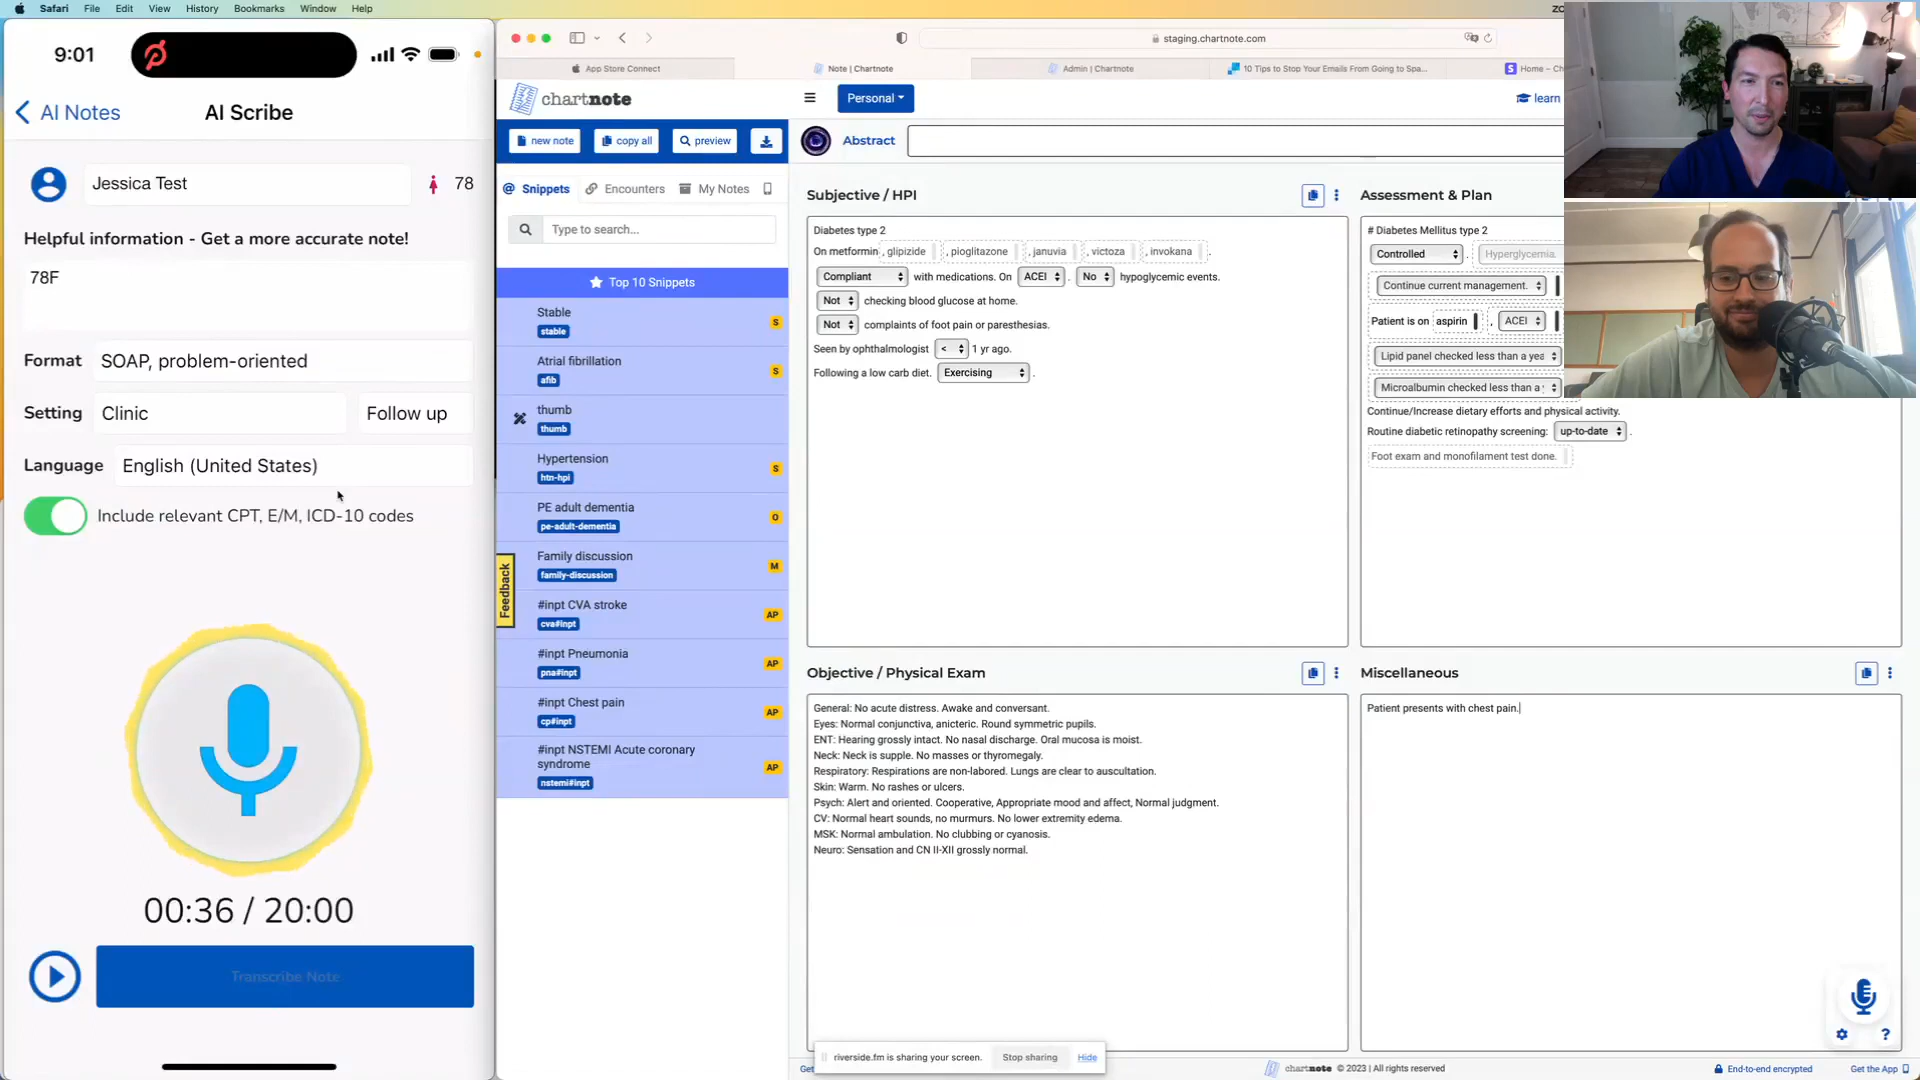 Safari File Edit View History Bookmarks Window Help
9:01
AI Notes
AI Scribe
Jessica Test
78
Helpful information - Get a more accurate note!
78F
Format
SOAP, problem-oriented
Setting
Clinic
Follow up
Language
English (United States)
Include relevant CPT, E/M, ICD-10 codes
00:36 / 20:00
Transcribe Note
staging.chartnote.com
App Store Connect
Note | Chartnote
Admin | Chartnote
10 Tips to Stop Your Emails From Going to Spa...
Home – Ch
chartnote
Personal
learn
new note
copy all
preview
Abstract
Snippets
Encounters
My Notes
Type to search...
Top 10 Snippets
Stable
stable
S
Atrial fibrillation
afib
S
thumb
thumb
Hypertension
htn-hpi
S
PE adult dementia
pe-adult-dementia
O
Family discussion
family-discussion
M
#inpt CVA stroke
cva#inpt
AP
#inpt Pneumonia
pna#inpt
AP
#inpt Chest pain
cp#inpt
AP
#inpt NSTEMI Acute coronary
syndrome
nstemi#inpt
AP
Feedback
Subjective / HPI
Diabetes type 2
On metformin , glipizide , pioglitazone , januvia , victoza , invokana .
Compliant with medications. On ACEI . No hypoglycemic events.
Not checking blood glucose at home.
Not complaints of foot pain or paresthesias.
Seen by ophthalmologist < 1 yr ago.
Following a low carb diet. Exercising .
Assessment & Plan
# Diabetes Mellitus type 2
Controlled . Hyperglycemia.
Continue current management.
Patient is on aspirin , ACEI
Lipid panel checked less than a yea
Microalbumin checked less than a
Continue/Increase dietary efforts and physical activity.
Routine diabetic retinopathy screening: up-to-date .
Foot exam and monofilament test done.
Objective / Physical Exam
General: No acute distress. Awake and conversant.
Eyes: Normal conjunctiva, anicteric. Round symmetric pupils.
ENT: Hearing grossly intact. No nasal discharge. Oral mucosa is moist.
Neck: Neck is supple. No masses or thyromegaly.
Respiratory: Respirations are non-labored. Lungs are clear to auscultation.
Skin: Warm. No rashes or ulcers.
Psych: Alert and oriented. Cooperative, Appropriate mood and affect, Normal judgment.
CV: Normal heart sounds, no murmurs. No lower extremity edema.
MSK: Normal ambulation. No clubbing or cyanosis.
Neuro: Sensation and CN II-XII grossly normal.
Miscellaneous
Patient presents with chest pain.
riverside.fm is sharing your screen.
Stop sharing
Hide
Get
chartnote © 2023 | All rights reserved
End-to-end encrypted
Get the App